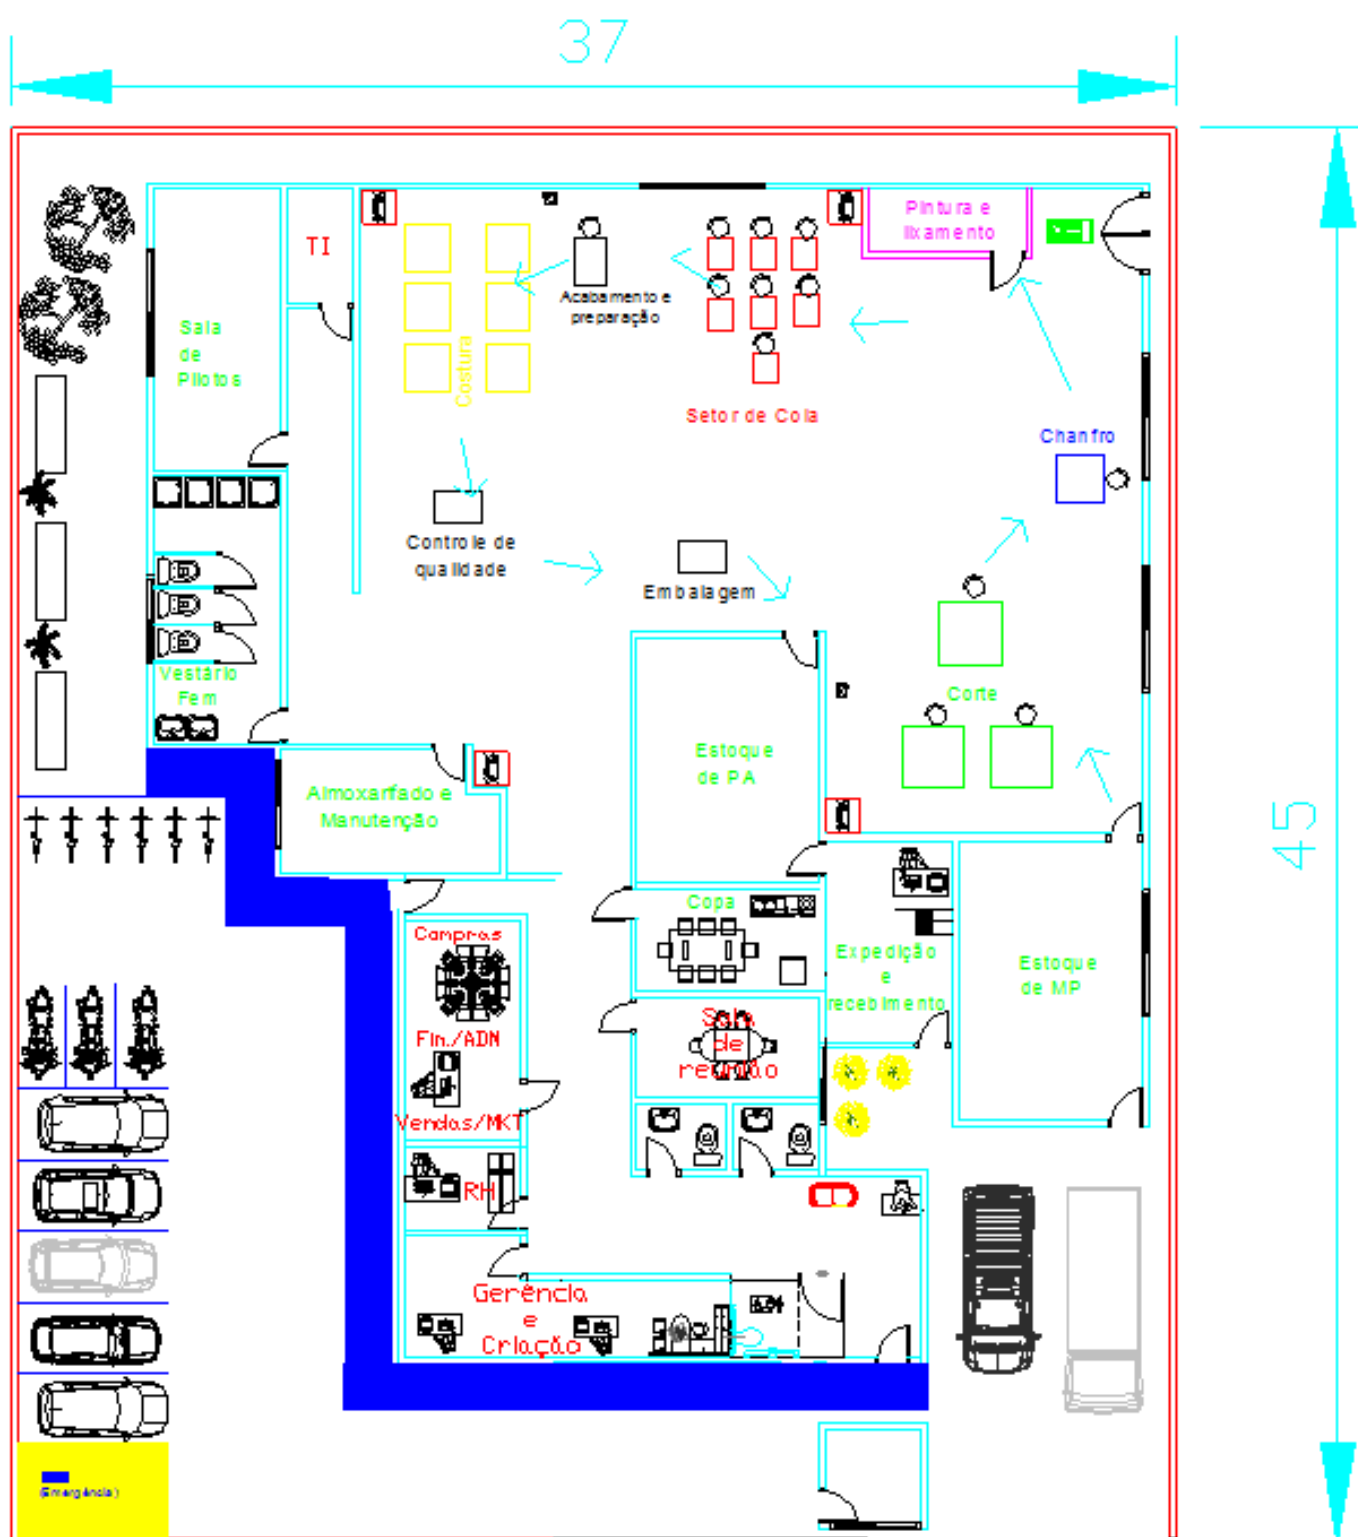 37
45
Pintura e
lixamento
TI
Acabamento e
preparação
Sala
de
Pilotos
Costura
Setor de Cola
Chanfro
Controle de
qualidade
Embalagem
Vestário
Fem
Corte
Estoque
de PA
Almoxarifado e
Manutenção
Copa
Compras
Expedição
e
recebimento
Estoque
de MP
Sala
de
reunião
Fin./ADN
Vendas/MKT
RH
Gerência
e
Criação
(Emergência)